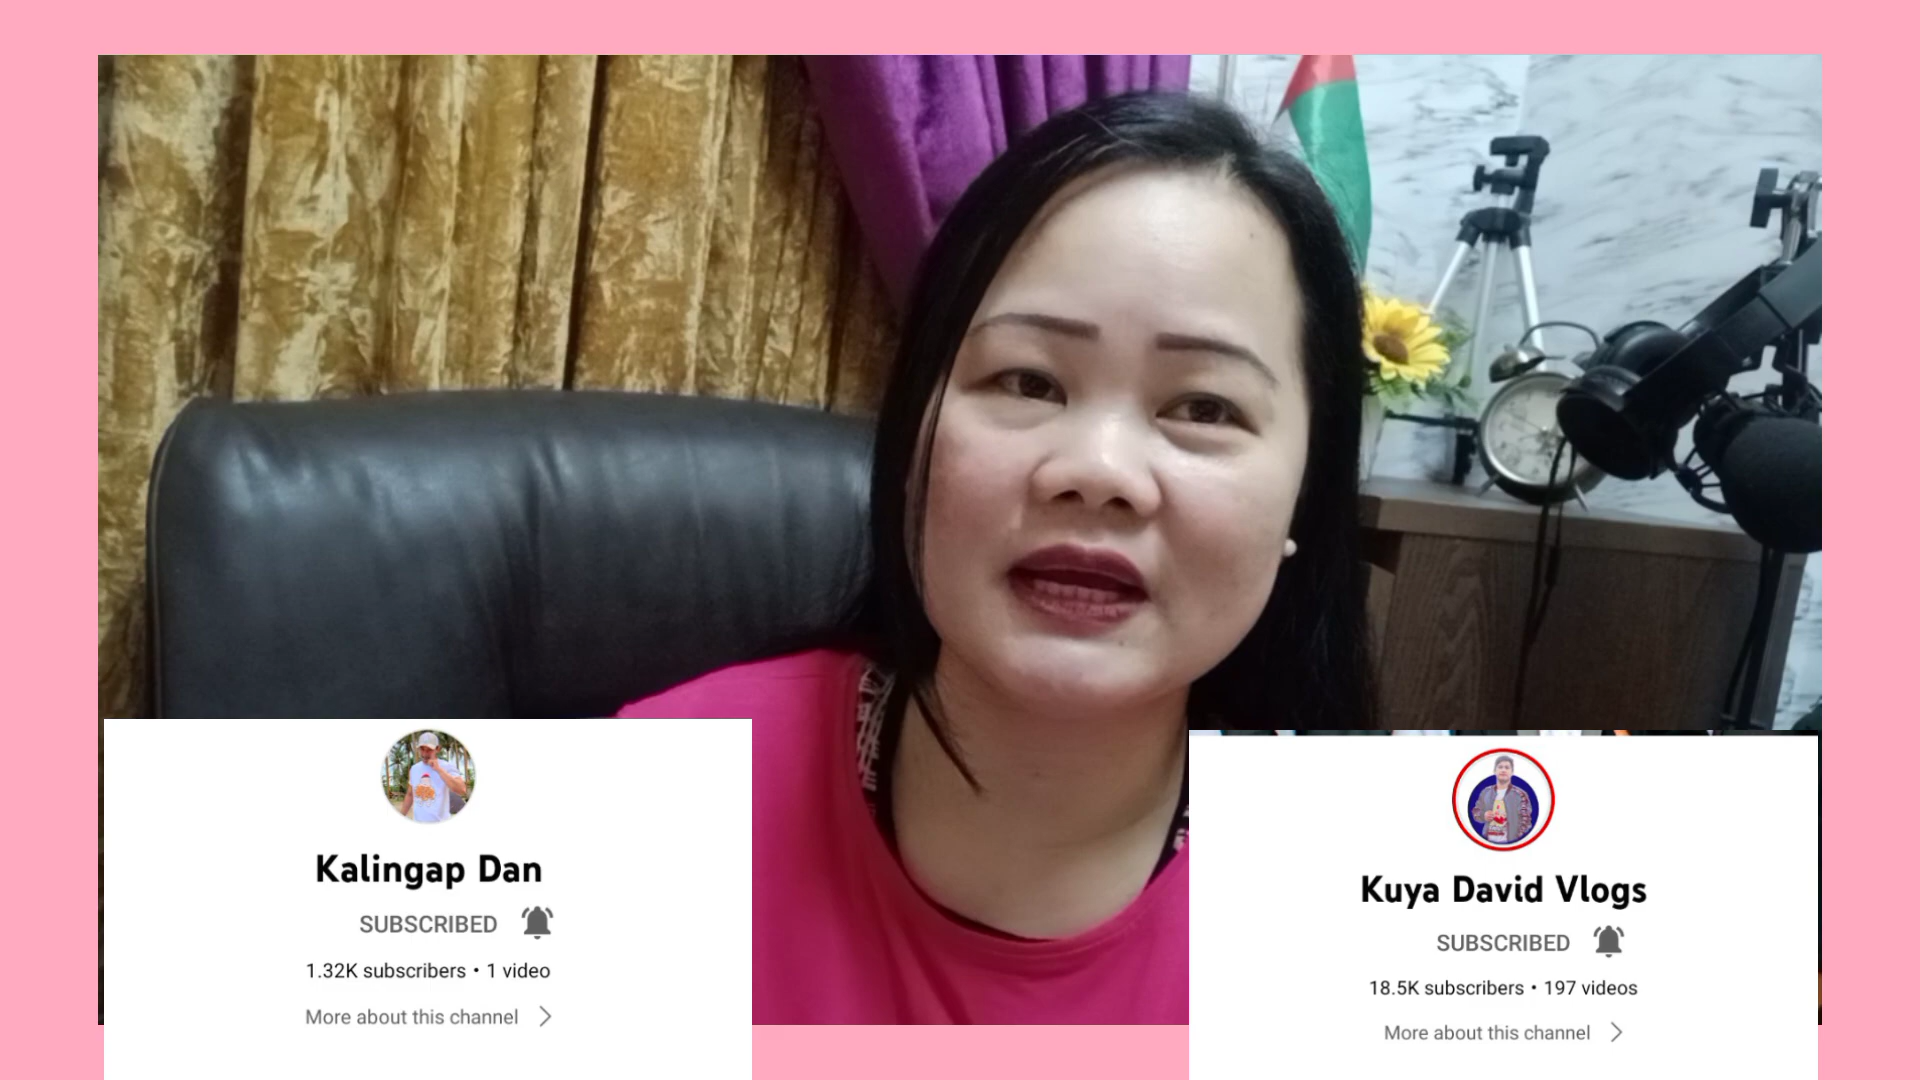 Kalingap Dan
SUBSCRIBED
1.32K subscribers • 1 video
More about this channel
Kuya David Vlogs
SUBSCRIBED
18.5K subscribers • 197 videos
More about this channel